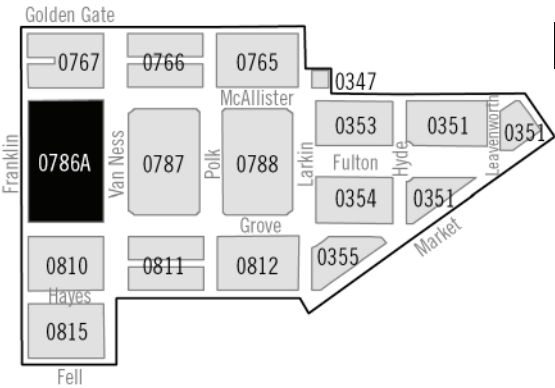 Golden Gate
0767
0766
0765
0347
McAllister
0353
0351
Leavenworth
0351
Franklin
0786A
Van Ness
0787
Polk
0788
Larkin
Fulton
Hyde
0354
0351
Market
Grove
0810
0811
0812
0355
Hayes
0815
Fell